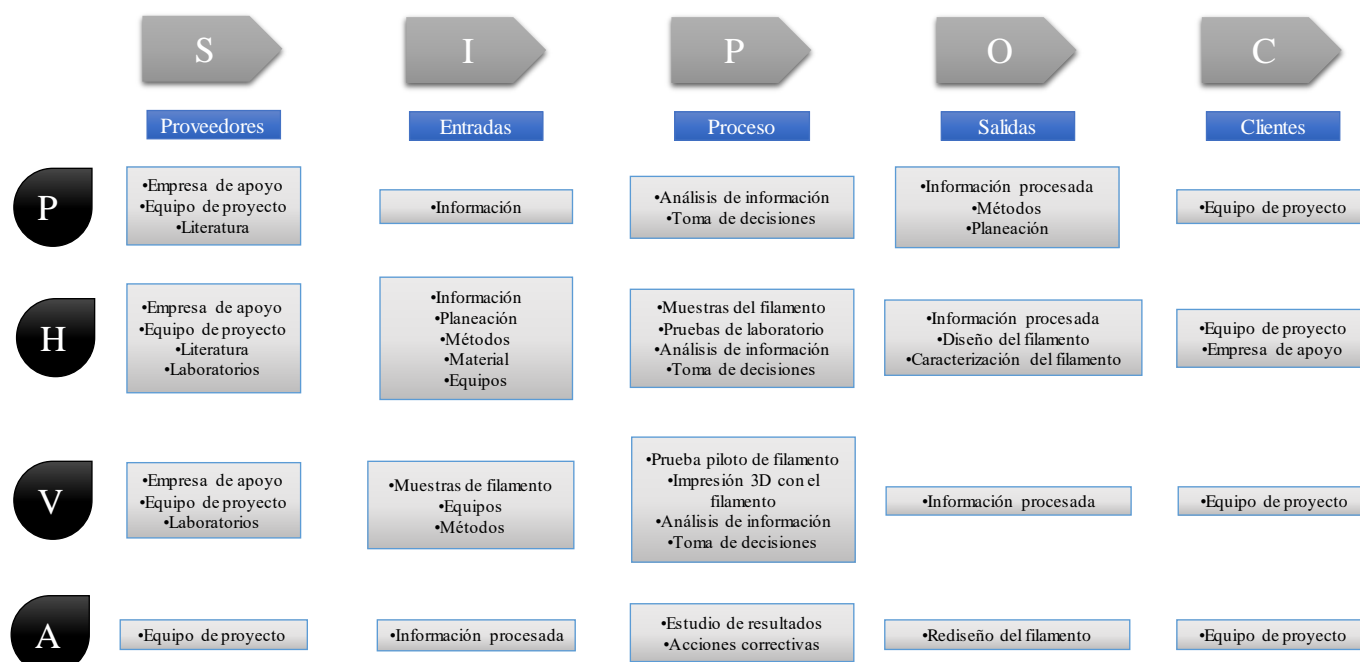 S
I
P
O
C
Proveedores
Entradas
Proceso
Salidas
Clientes
P
•Empresa de apoyo
•Equipo de proyecto
•Literatura
•Información
•Análisis de información
•Toma de decisiones
•Información procesada
•Métodos
•Planeación
•Equipo de proyecto
H
•Empresa de apoyo
•Equipo de proyecto
•Literatura
•Laboratorios
•Información
•Planeación
•Métodos
•Material
•Equipos
•Muestras del filamento
•Pruebas de laboratorio
•Análisis de información
•Toma de decisiones
•Información procesada
•Diseño del filamento
•Caracterización del filamento
•Equipo de proyecto
•Empresa de apoyo
V
•Empresa de apoyo
•Equipo de proyecto
•Laboratorios
•Muestras de filamento
•Equipos
•Métodos
•Prueba piloto de filamento
•Impresión 3D con el
filamento
•Análisis de información
•Toma de decisiones
•Información procesada
•Equipo de proyecto
A
•Equipo de proyecto
•Información procesada
•Estudio de resultados
•Acciones correctivas
•Rediseño del filamento
•Equipo de proyecto